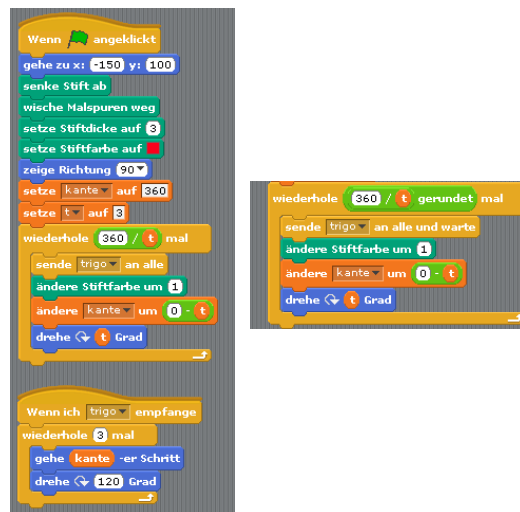 Wenn angeklickt
gehe zu x: -150 y: 100
senke Stift ab
wische Malspuren weg
setze Stiftdicke auf 3
setze Stiftfarbe auf
zeige Richtung 90
setze kante auf 360
setze t auf 3
wiederhole 360 / t mal
sende trigo an alle
ändere Stiftfarbe um 1
ändere kante um 0 - t
drehe t Grad
Wenn ich trigo empfange
wiederhole 3 mal
gehe kante -er Schritt
drehe 120 Grad
wiederhole 360 / t gerundet mal
sende trigo an alle und warte
ändere Stiftfarbe um 1
ändere kante um 0 - t
drehe t Grad